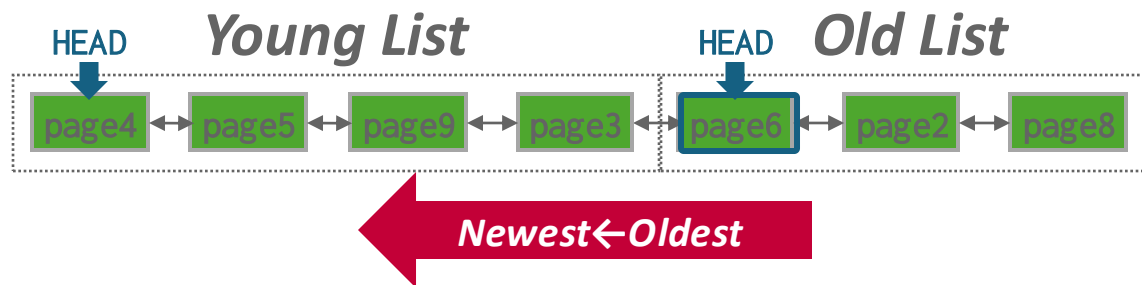 Young List Old List
HEAD HEAD
page4 page5 page9 page3 page6 page2 page8
Newest←Oldest